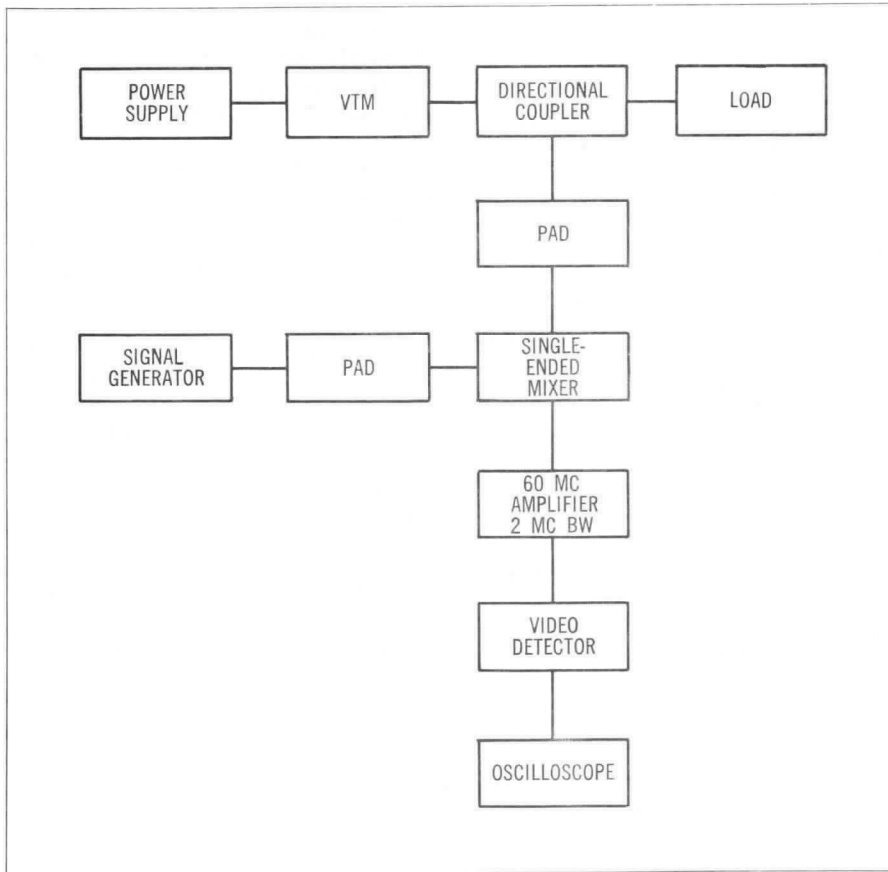 POWER
SUPPLY
VTM
DIRECTIONAL
COUPLER
LOAD
PAD
SIGNAL
GENERATOR
PAD
SINGLE-
ENDED
MIXER
60 MC
AMPLIFIER
2 MC BW
VIDEO
DETECTOR
OSCILLOSCOPE